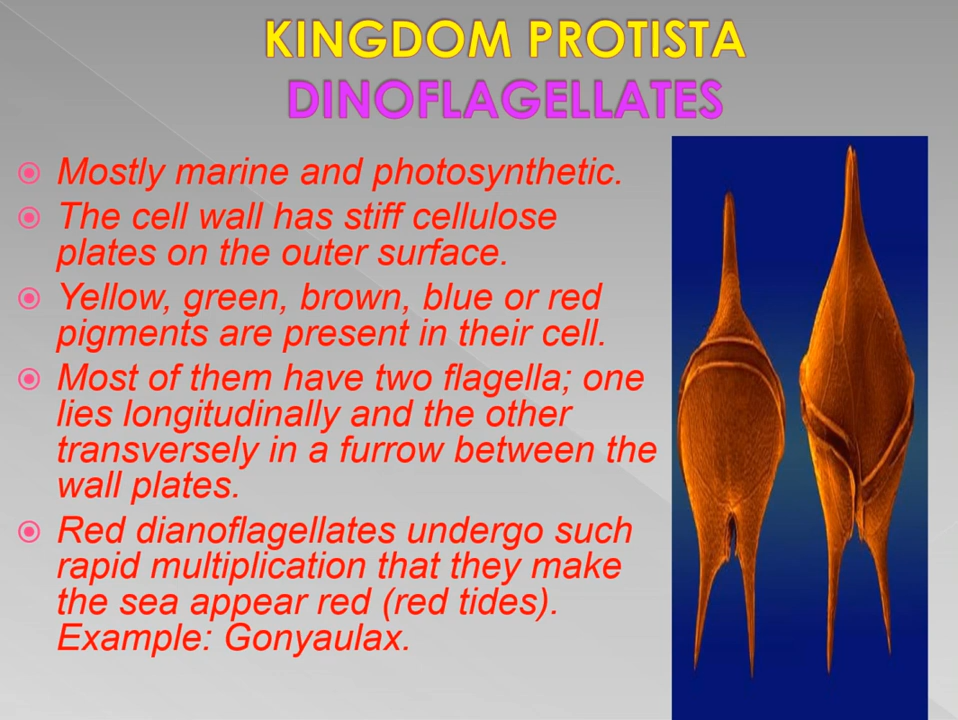 KINGDOM PROTISTA
DINOFLAGELLATES
Mostly marine and photosynthetic.
The cell wall has stiff cellulose
plates on the outer surface.
Yellow, green, brown, blue or red
pigments are present in their cell.
Most of them have two flagella; one
lies longitudinally and the other
transversely in a furrow between the
wall plates.
Red dianoflagellates undergo such
rapid multiplication that they make
the sea appear red (red tides).
Example: Gonyaulax.